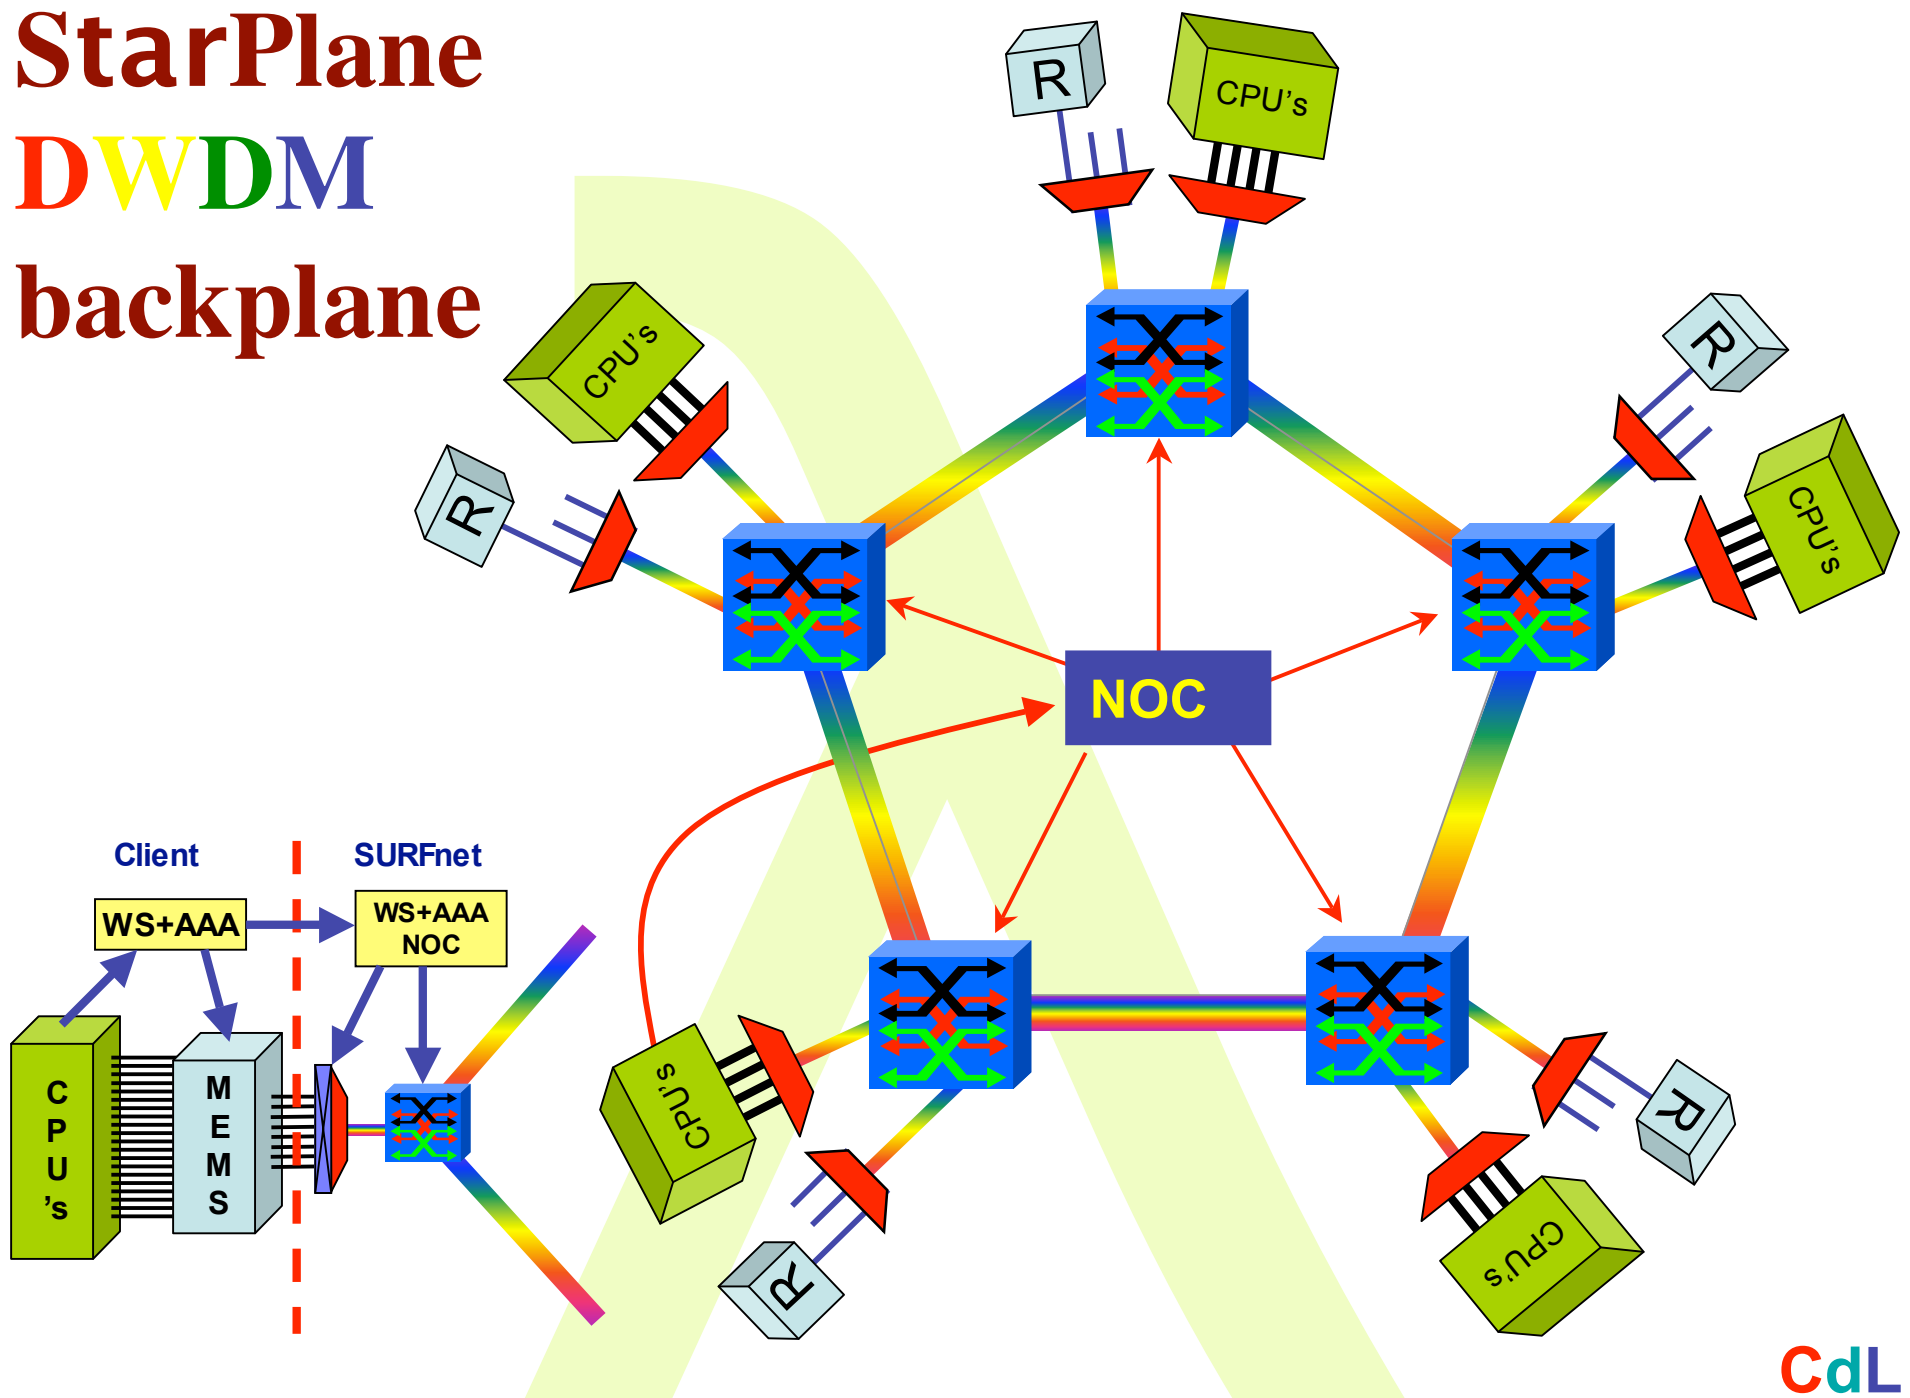 StarPlane
DWDM
backplane
R
CPU's
CPU's
R
R
CPU's
NOC
Client
SURFnet
WS+AAA
WS+AAA
NOC
C
P
U
's
M
E
M
S
CPU's
R
R
CPU's
CdL